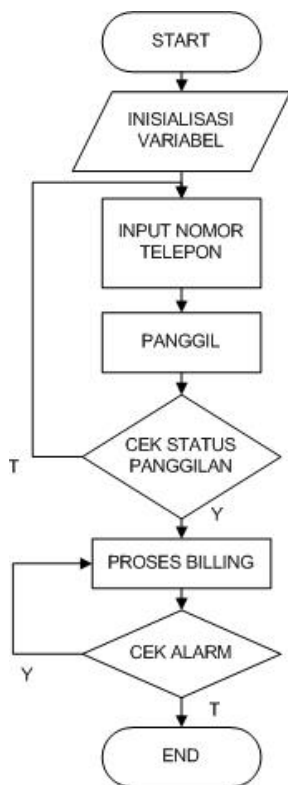 START
INISIALISASI
VARIABEL
INPUT NOMOR
TELEPON
PANGGIL
CEK STATUS
PANGGILAN
T
Y
PROSES BILLING
CEK ALARM
Y
T
END